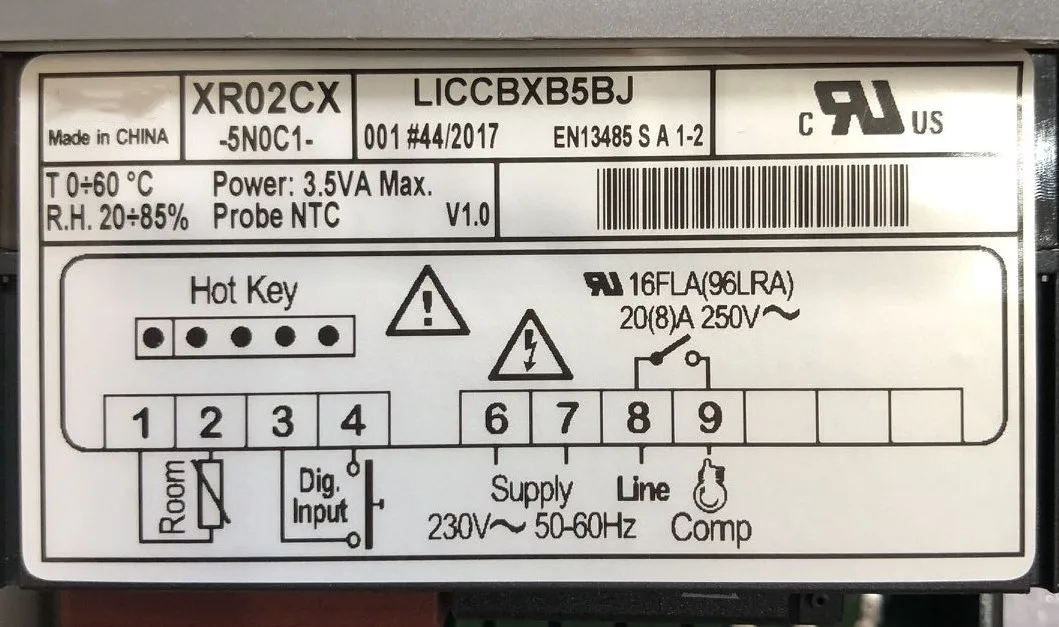 XR02CX
LICCBXB5BJ
C RU US
Made in CHINA
-5N0C1-
001 #44/2017
EN13485 S A 1-2
T 0÷60 °C
Power: 3.5VA Max.
R.H. 20÷85%
Probe NTC
V1.0
Hot Key
RU 16FLA(96LRA)
20(8)A 250V~
1 2 3 4 6 7 8 9
Room
Dig.
Input
Supply
Line
230V~ 50-60Hz
Comp